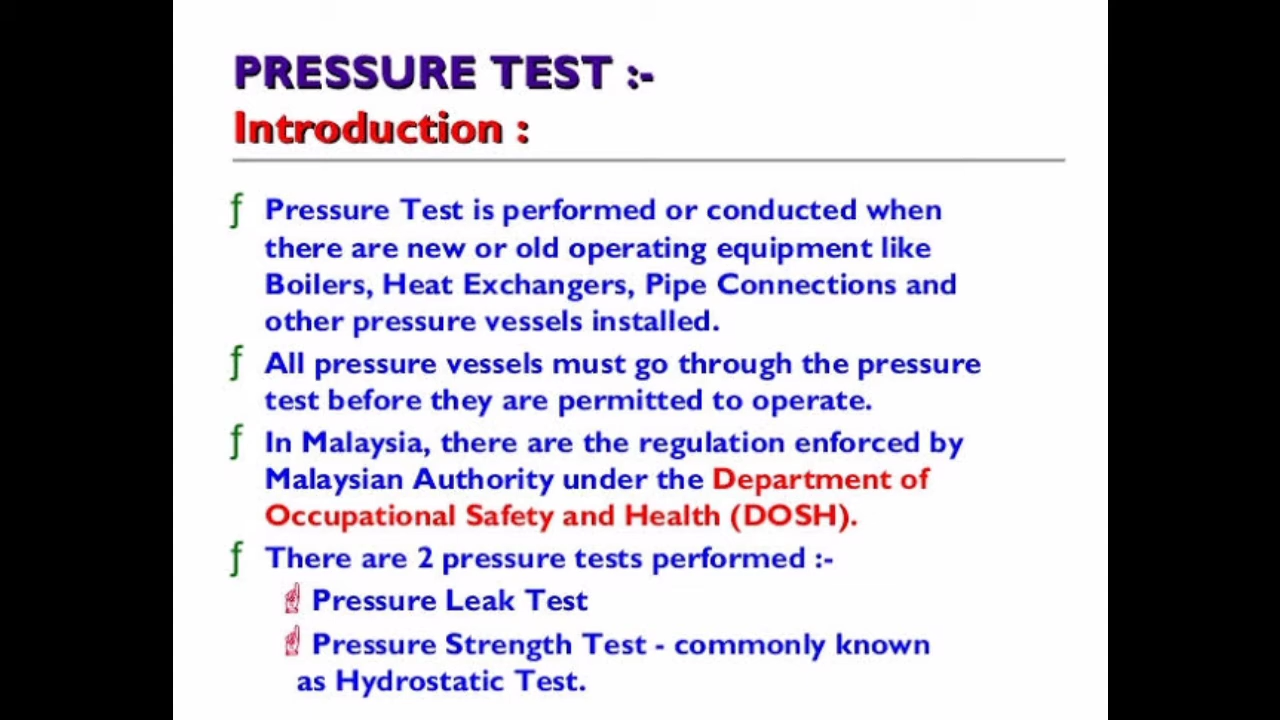 PRESSURE TEST :-
Introduction :
ƒ Pressure Test is performed or conducted when
there are new or old operating equipment like
Boilers, Heat Exchangers, Pipe Connections and
other pressure vessels installed.
ƒ All pressure vessels must go through the pressure
test before they are permitted to operate.
ƒ In Malaysia, there are the regulation enforced by
Malaysian Authority under the Department of
Occupational Safety and Health (DOSH).
ƒ There are 2 pressure tests performed :-
☝ Pressure Leak Test
☝ Pressure Strength Test - commonly known
as Hydrostatic Test.